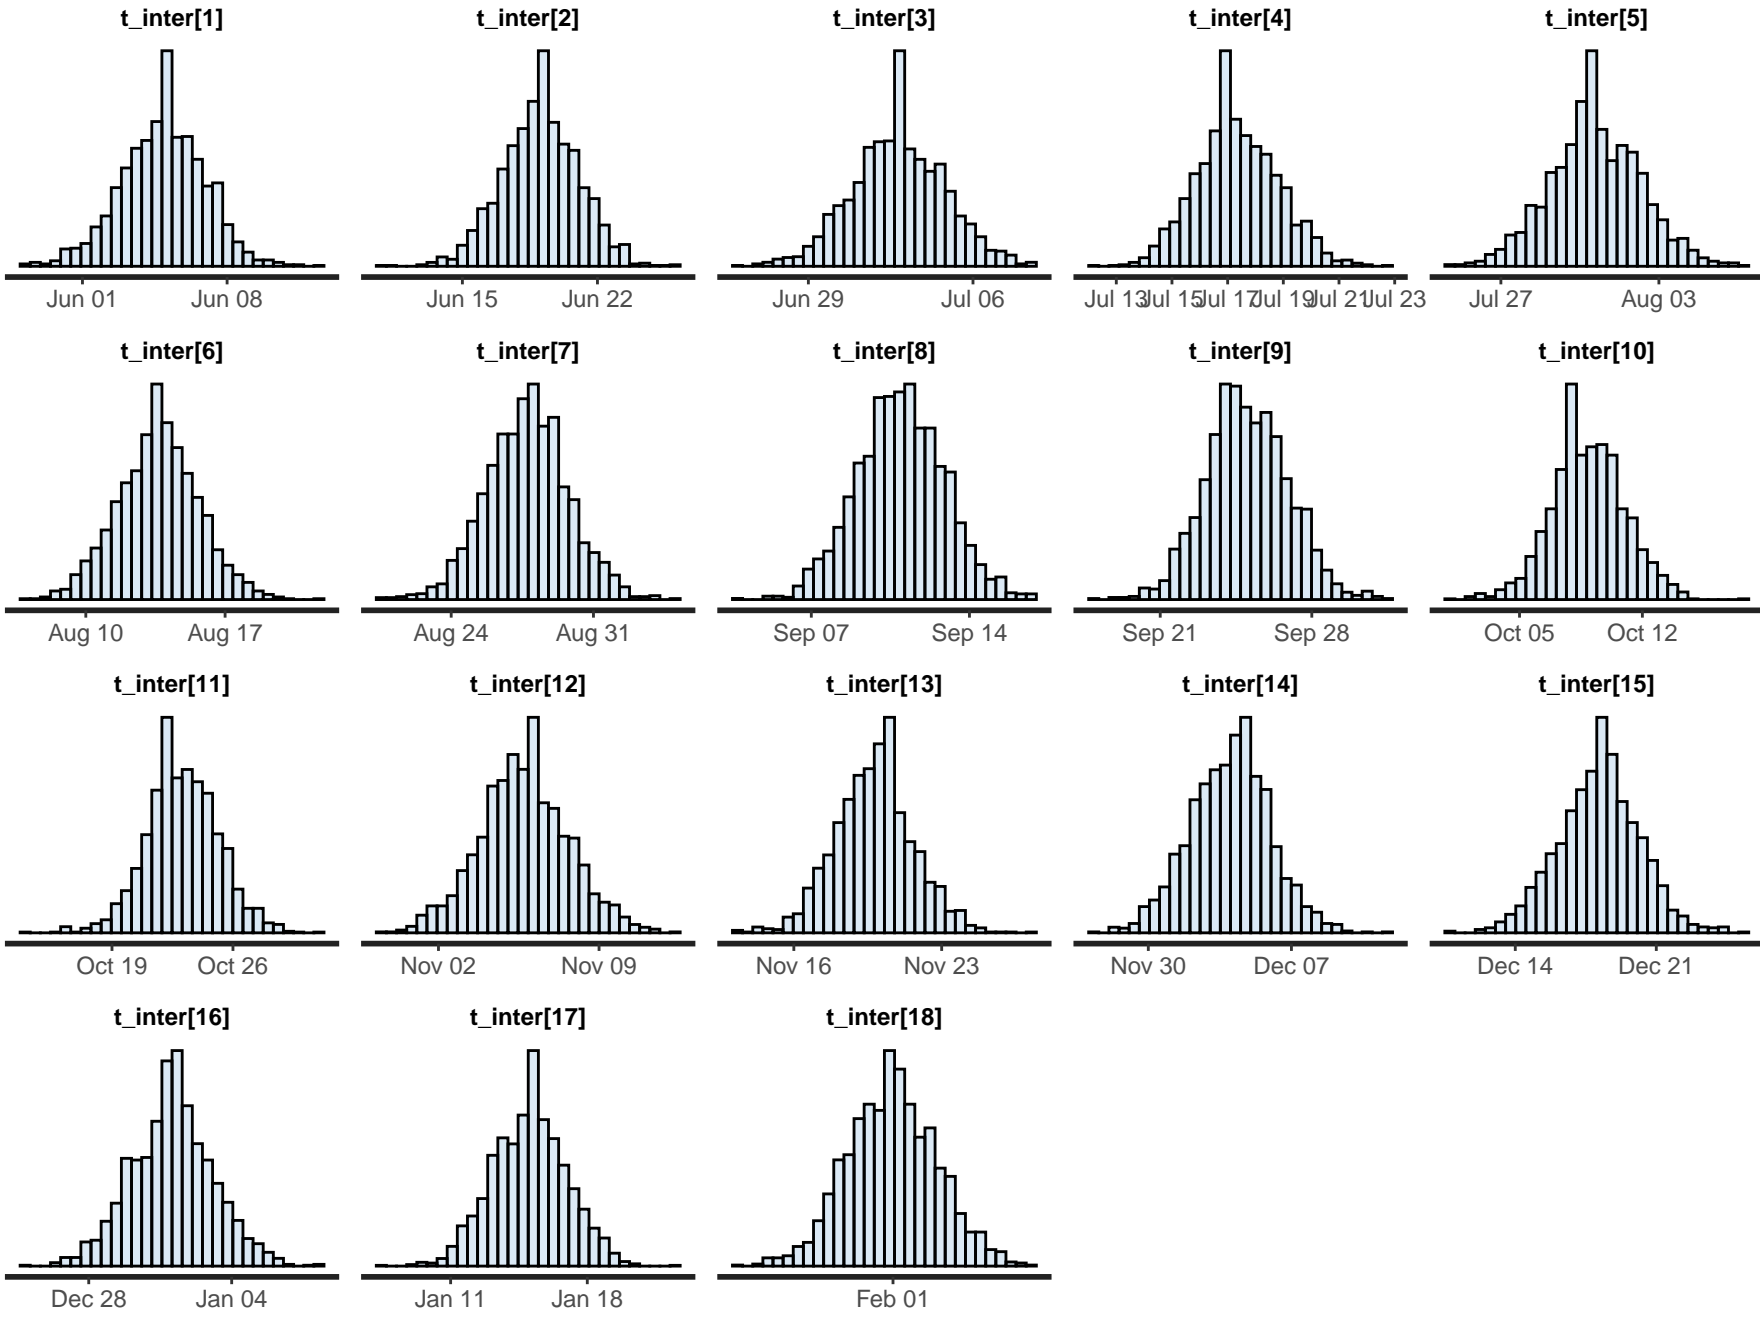 t_inter[1] t_inter[2] t_inter[3] t_inter[4] t_inter[5]
Jun 01 Jun 08 Jun 15 Jun 22 Jun 29 Jul 06 Jul 13 Jul 15 Jul 17 Jul 19 Jul 21 Jul 23 Jul 27 Aug 03
t_inter[6] t_inter[7] t_inter[8] t_inter[9] t_inter[10]
Aug 10 Aug 17 Aug 24 Aug 31 Sep 07 Sep 14 Sep 21 Sep 28 Oct 05 Oct 12
t_inter[11] t_inter[12] t_inter[13] t_inter[14] t_inter[15]
Oct 19 Oct 26 Nov 02 Nov 09 Nov 16 Nov 23 Nov 30 Dec 07 Dec 14 Dec 21
t_inter[16] t_inter[17] t_inter[18]
Dec 28 Jan 04 Jan 11 Jan 18 Feb 01